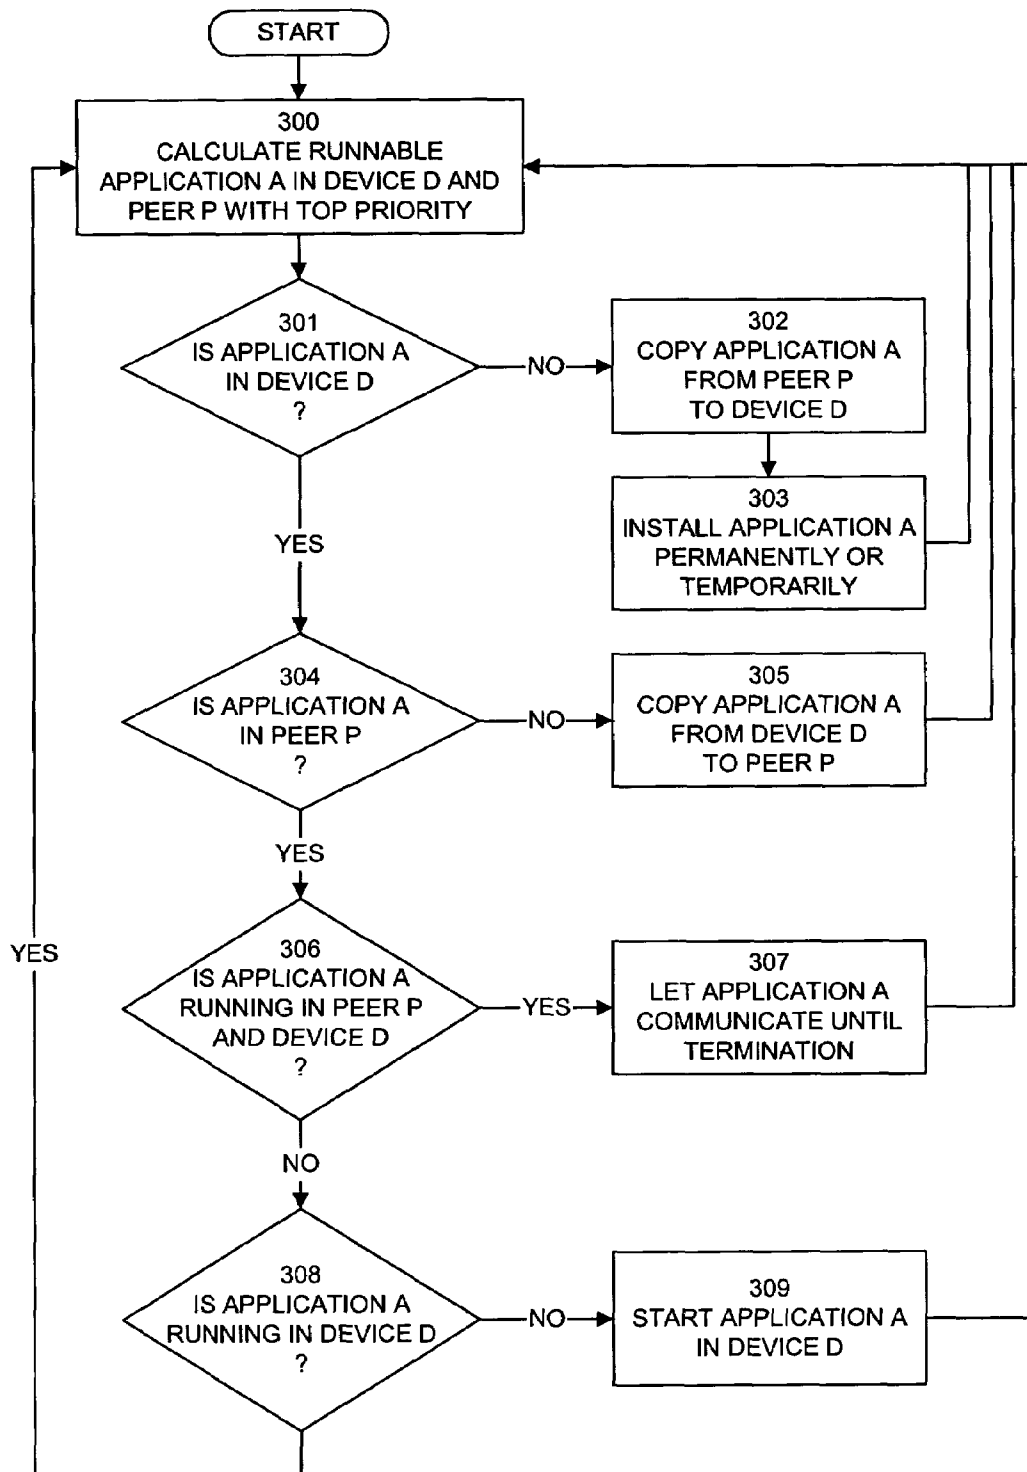 START
300
CALCULATE RUNNABLE
APPLICATION A IN DEVICE D AND
PEER P WITH TOP PRIORITY
301
IS APPLICATION A
IN DEVICE D
?
NO
302
COPY APPLICATION A
FROM PEER P
TO DEVICE D
303
INSTALL APPLICATION A
PERMANENTLY OR
TEMPORARILY
YES
304
IS APPLICATION A
IN PEER P
?
NO
305
COPY APPLICATION A
FROM DEVICE D
TO PEER P
YES
306
IS APPLICATION A
RUNNING IN PEER P
AND DEVICE D
?
YES
307
LET APPLICATION A
COMMUNICATE UNTIL
TERMINATION
NO
308
IS APPLICATION A
RUNNING IN DEVICE D
?
NO
309
START APPLICATION A
IN DEVICE D
YES